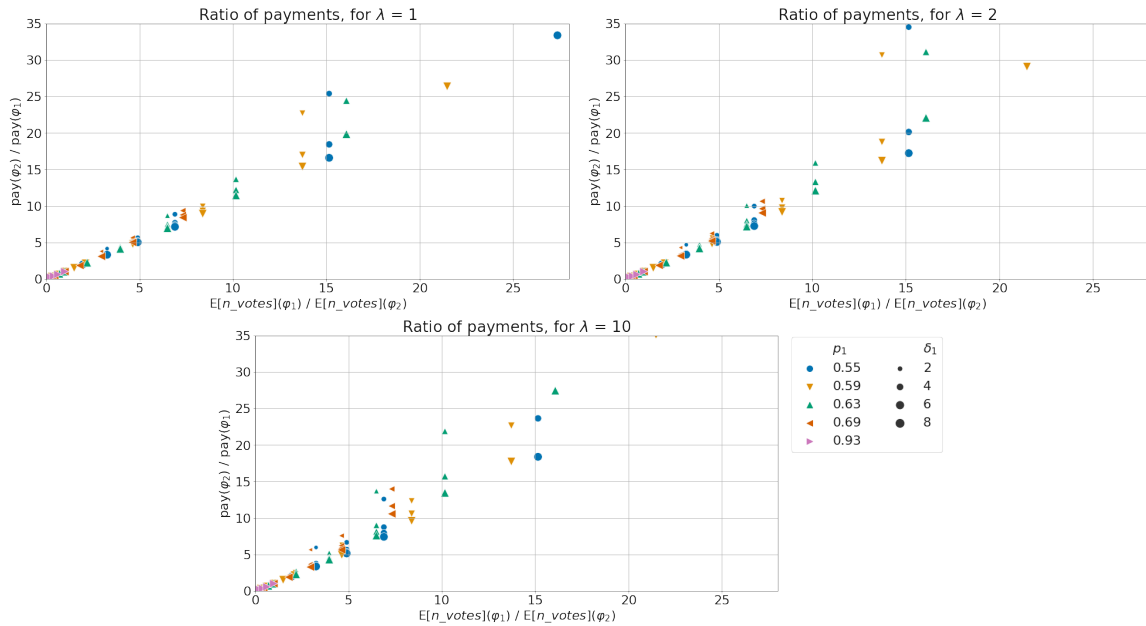 Ratio of payments, for λ = 1
35
30
25
20
15
10
5
0
pay(φ₂) / pay(φ₁)
0 5 10 15 20 25
E[n_votes](φ₁) / E[n_votes](φ₂)
Ratio of payments, for λ = 2
35
30
25
20
15
10
5
0
pay(φ₂) / pay(φ₁)
0 5 10 15 20 25
E[n_votes](φ₁) / E[n_votes](φ₂)
Ratio of payments, for λ = 10
35
30
25
20
15
10
5
0
pay(φ₂) / pay(φ₁)
0 5 10 15 20 25
E[n_votes](φ₁) / E[n_votes](φ₂)
p₁ δ₁
0.55 2
0.59 4
0.63 6
0.69 8
0.93